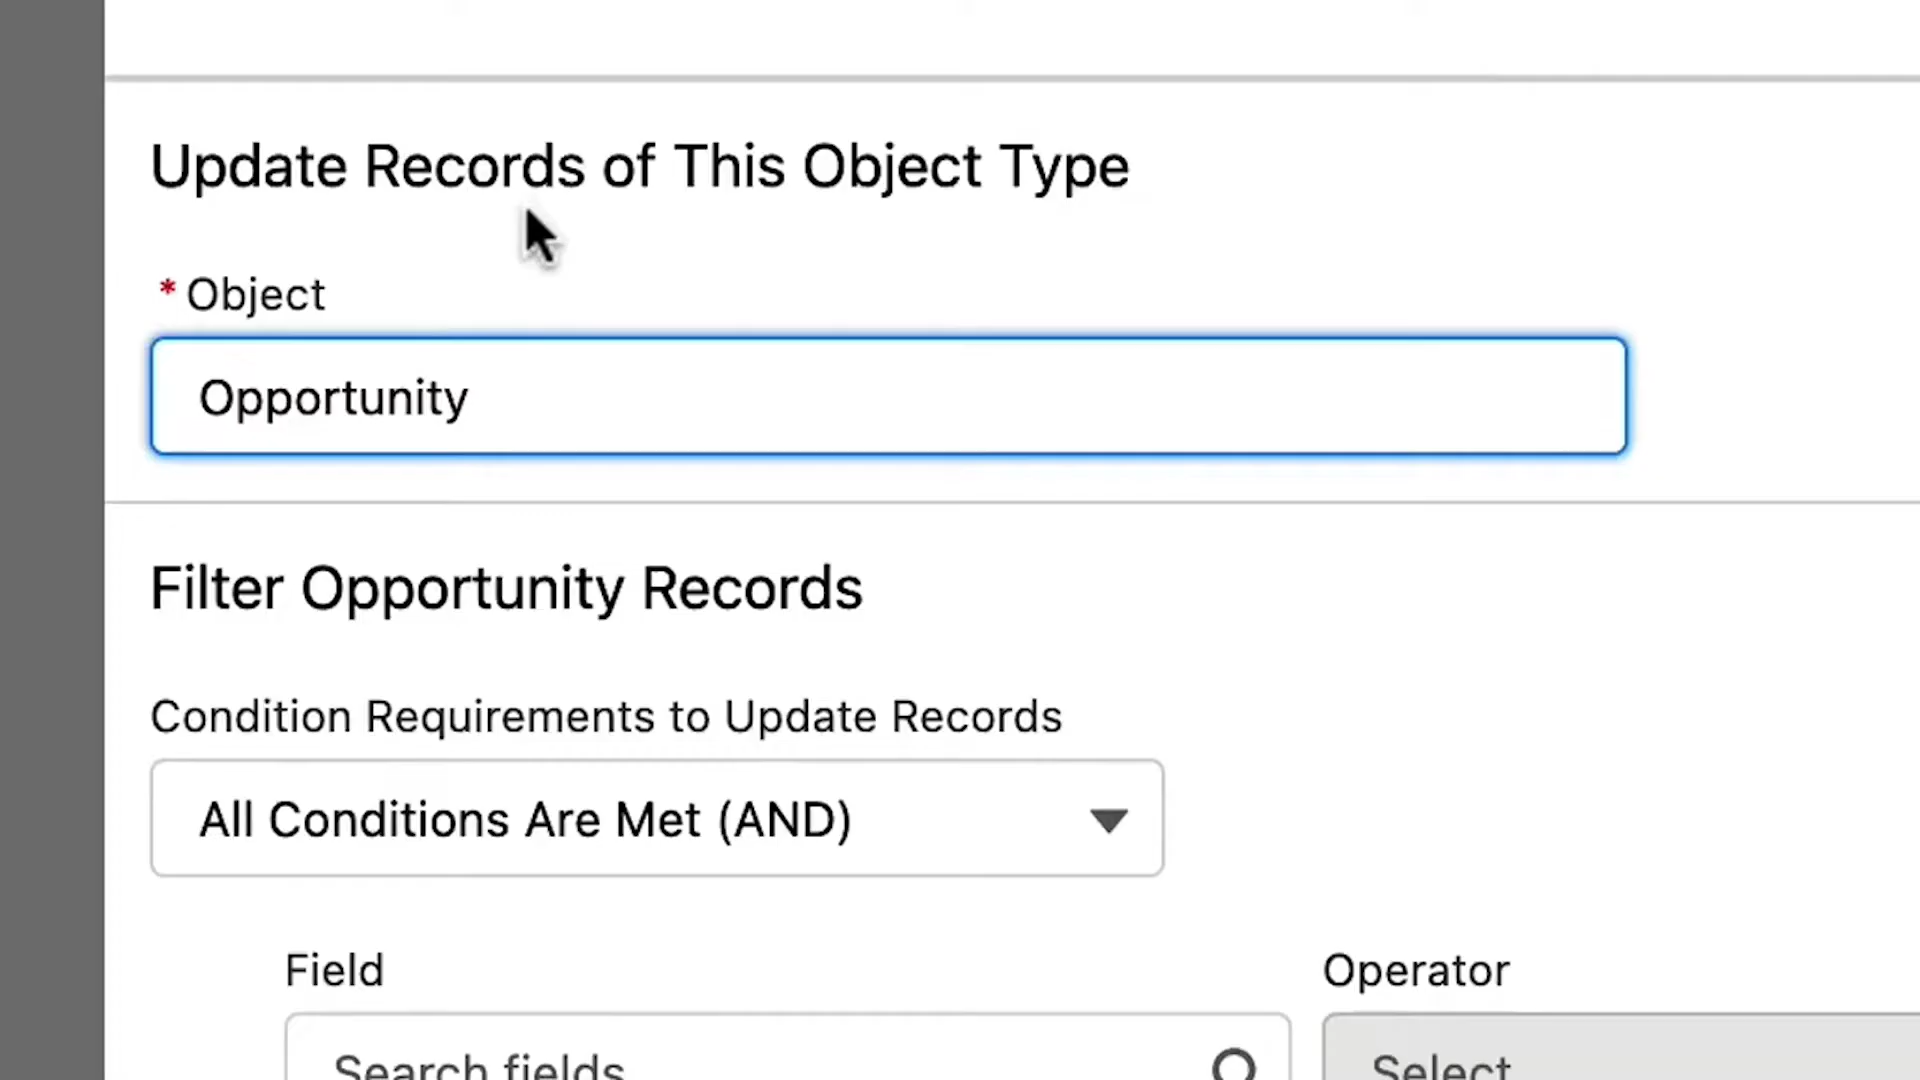 Update Records of This Object Type
* Object
Opportunity
Filter Opportunity Records
Condition Requirements to Update Records
All Conditions Are Met (AND)
Field Operator
Search fields Select